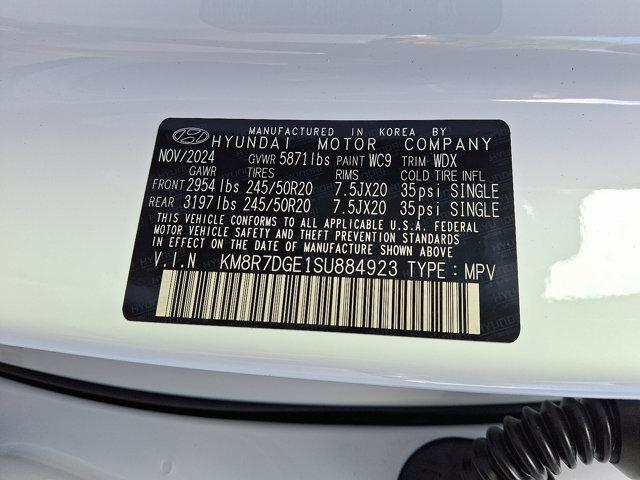 MANUFACTURED IN KOREA BY
HYUNDAI MOTOR COMPANY
NOV/2024 GVWR 5871lbs PAINT WC9 TRIM WDX
GAWR TIRES RIMS COLD TIRE INFL
FRONT 2954lbs 245/50R20 7.5JX20 35psi SINGLE
REAR 3197lbs 245/50R20 7.5JX20 35psi SINGLE
THIS VEHICLE CONFORMS TO ALL APPLICABLE U.S.A. FEDERAL
MOTOR VEHICLE SAFETY AND THEFT PREVENTION STANDARDS
IN EFFECT ON THE DATE OF MANUFACTURE SHOWN ABOVE
V.I.N KM8R7DGE1SU884923 TYPE : MPV